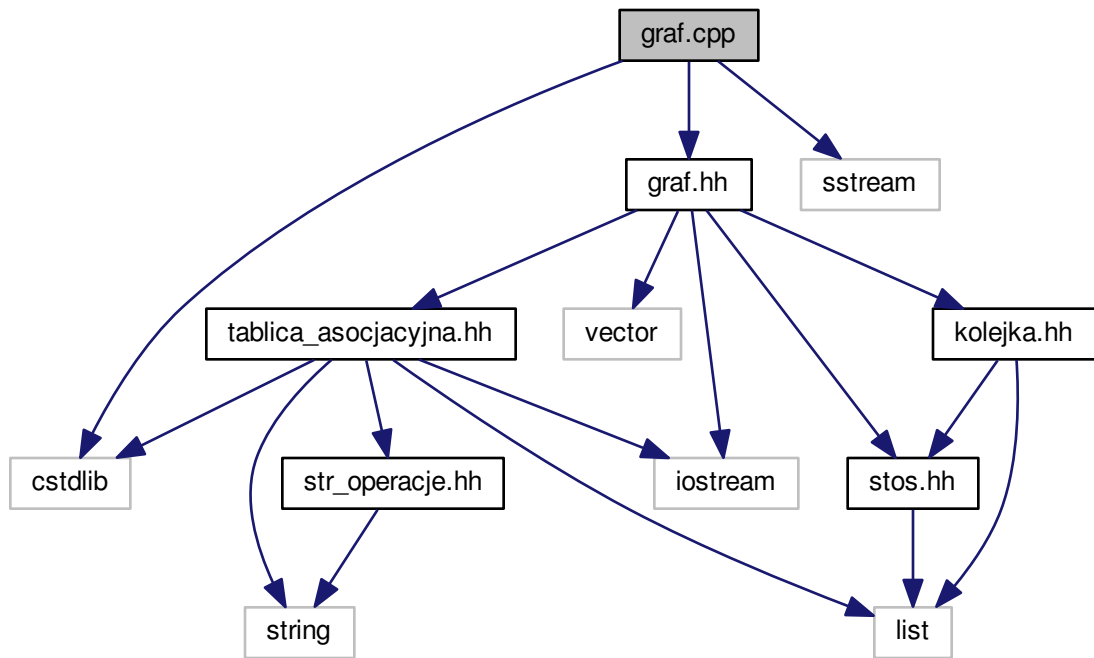 graf.cpp
graf.hh
sstream
tablica_asocjacyjna.hh
vector
kolejka.hh
cstdlib
str_operacje.hh
iostream
stos.hh
string
list